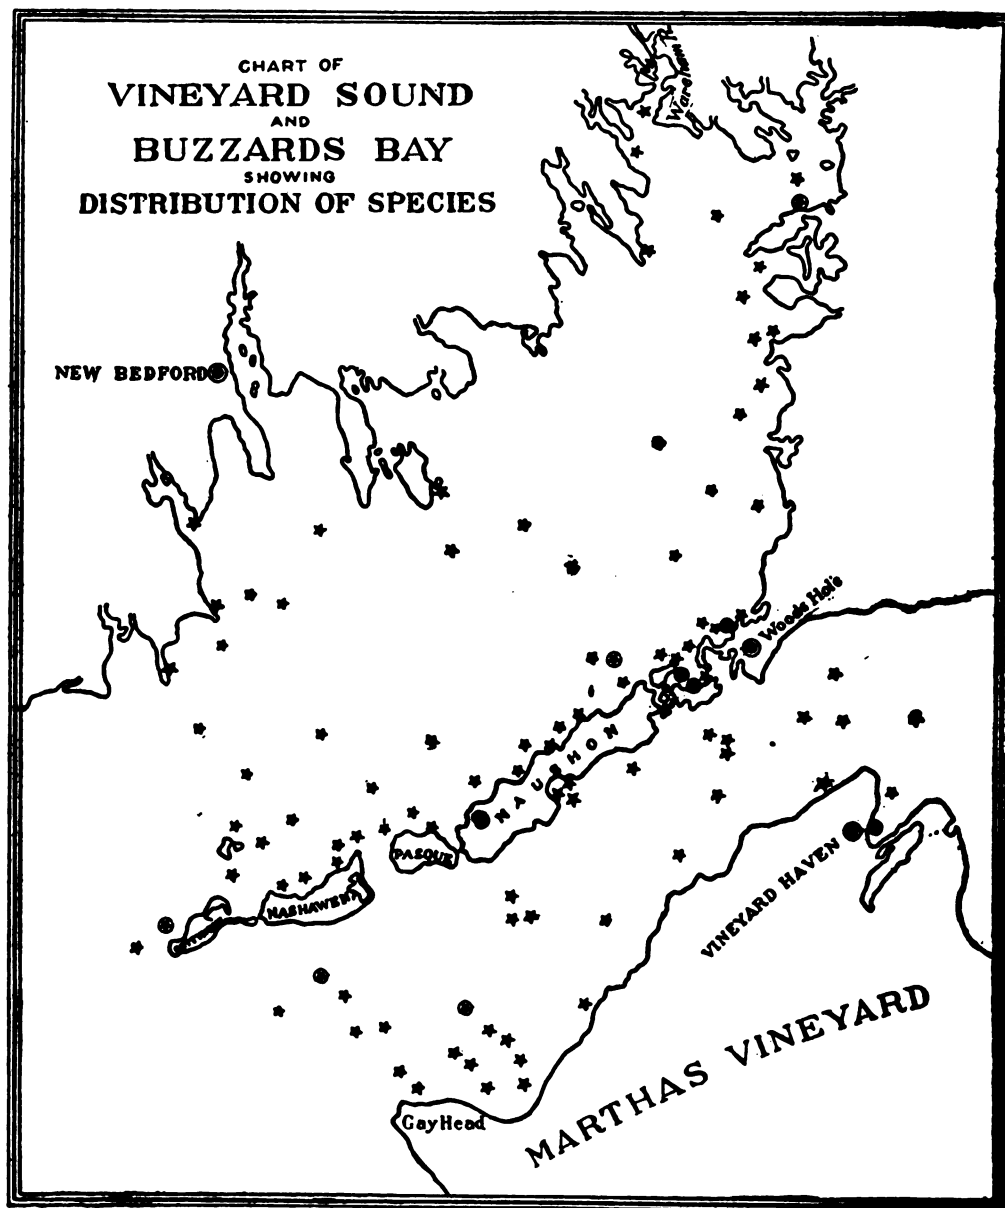 CHART OF
VINEYARD SOUND
AND
BUZZARDS BAY
SHOWING
DISTRIBUTION OF SPECIES
Wareham R.
NEW BEDFORD
Woods Hole
NAUSHON
PASQUE
NASHAWENA
VINEYARD HAVEN
MARTHAS VINEYARD
Gay Head